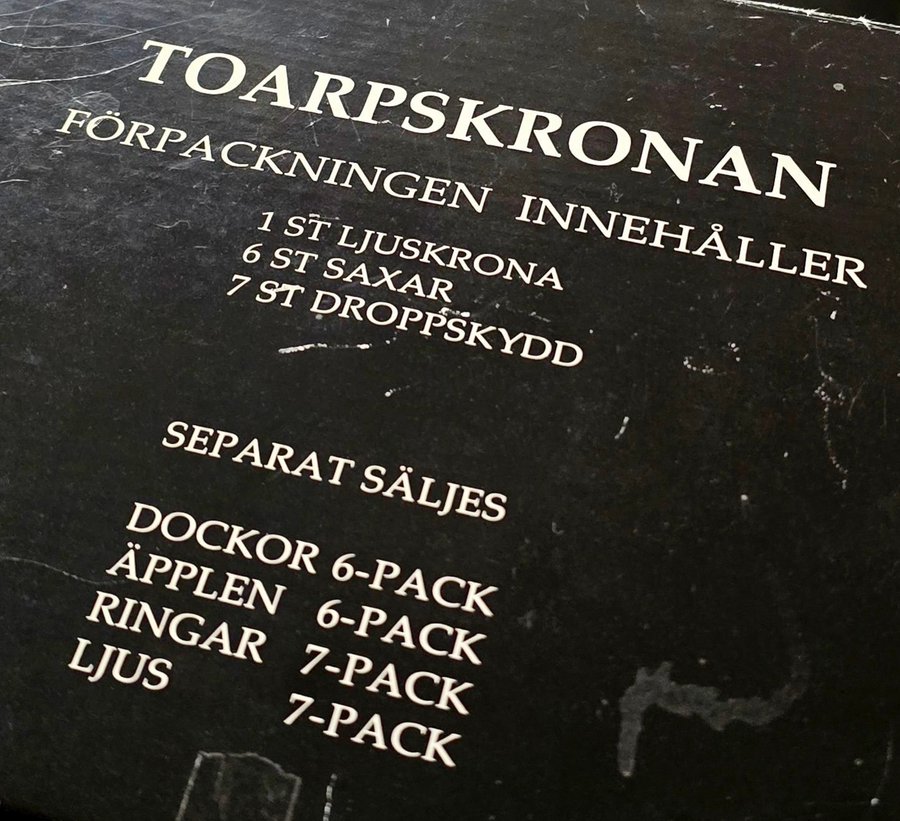 TOARPSKRONAN
FÖRPACKNINGEN INNEHÅLLER
1 ST LJUSKRONA
6 ST SAXAR
7 ST DROPPSKYDD
SEPARAT SÄLJES
DOCKOR 6-PACK
ÄPPLEN 6-PACK
RINGAR 7-PACK
LJUS 7-PACK